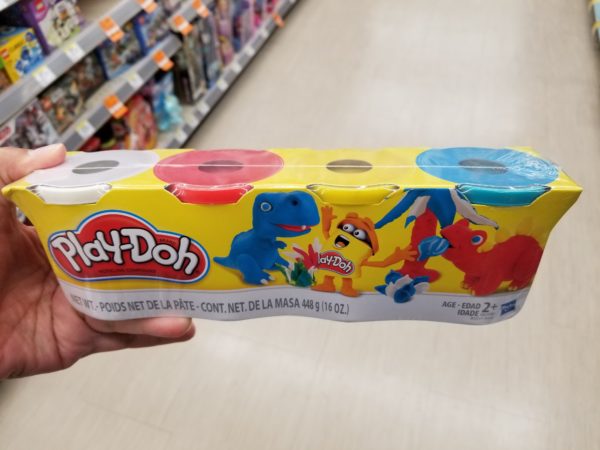 Play-Doh
Play-Doh
NET WT. - POIDS NET DE LA PÂTE - CONT. NET. DE LA MASA 448 g (16 OZ.)
AGE - EDAD 2+
IDADE